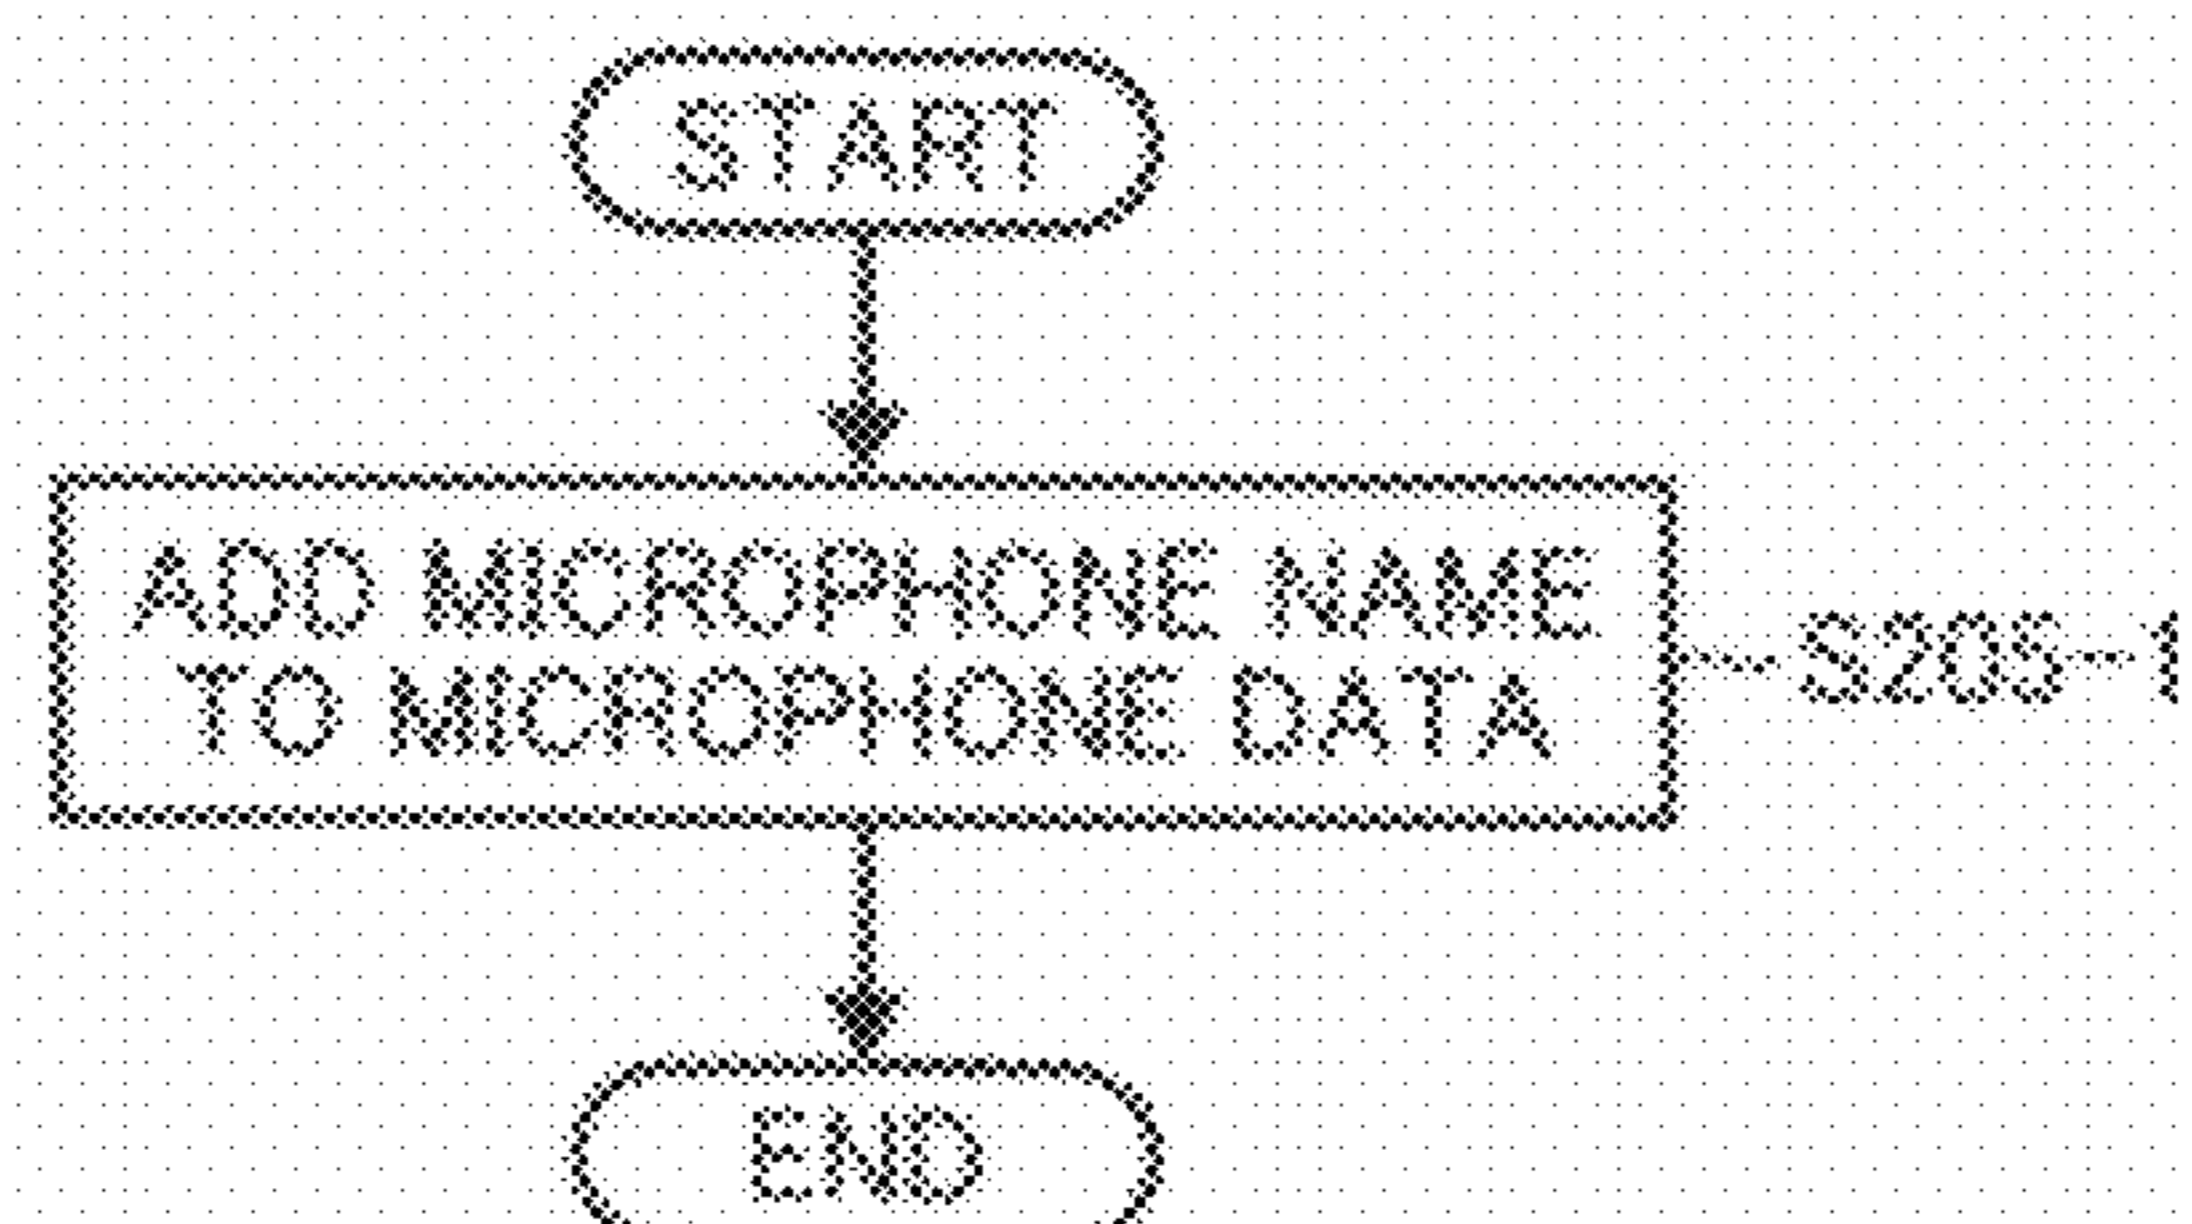 START
ADD MICROPHONE NAME
TO MICROPHONE DATA
S205-1
END